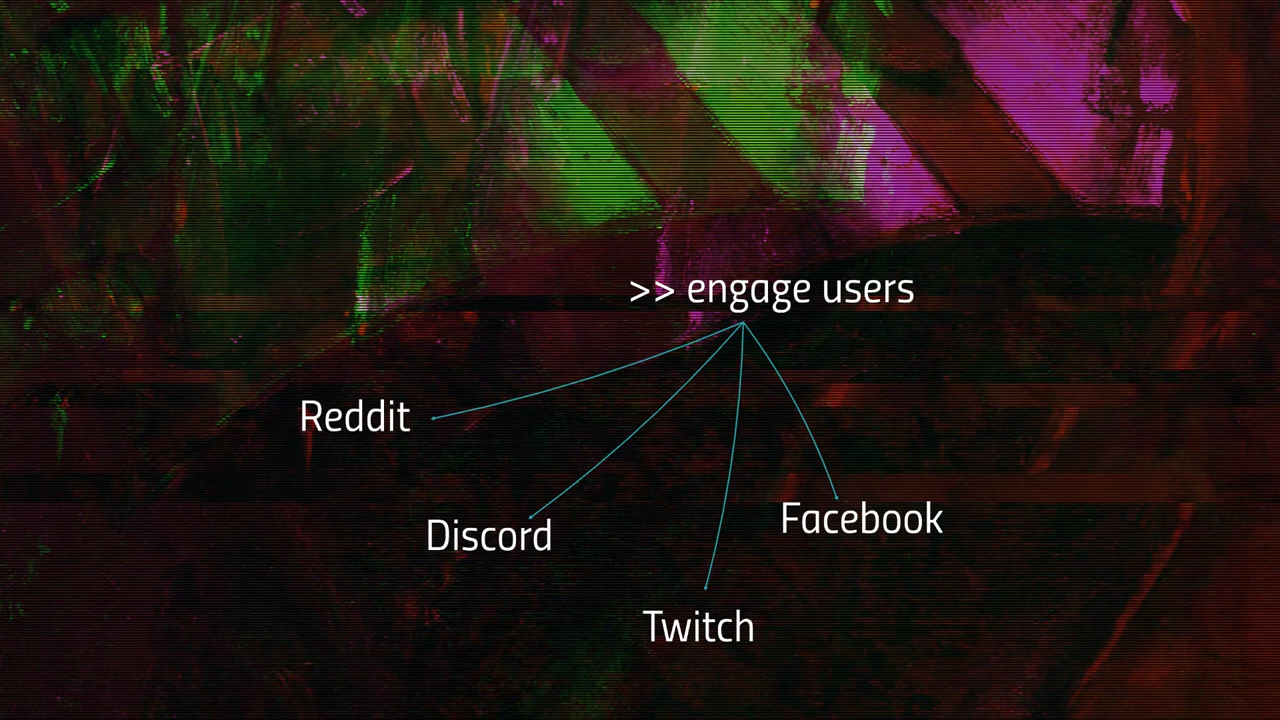 >> engage users
Reddit
Discord
Facebook
Twitch